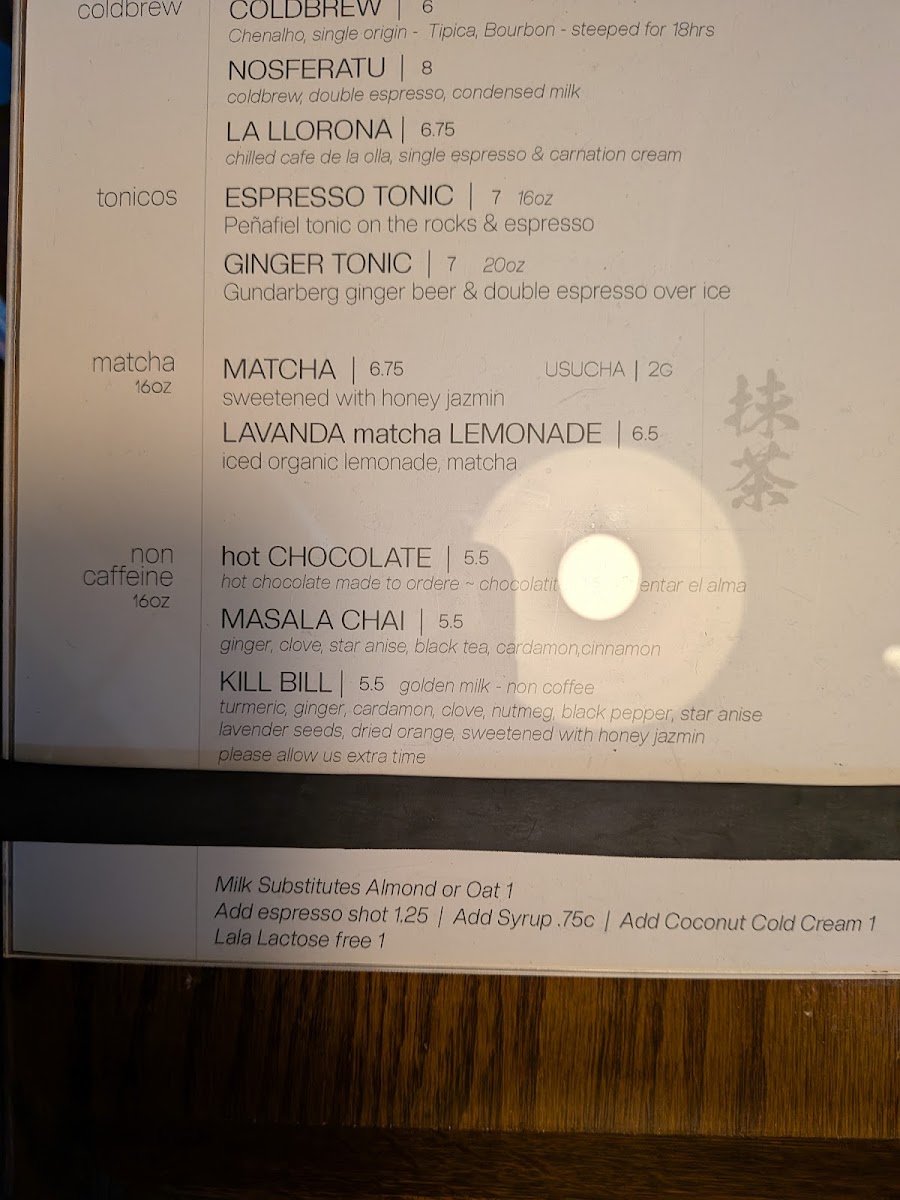 coldbrew
COLDBREW | 6
Chenalho, single origin - Tipica, Bourbon - steeped for 18hrs
NOSFERATU | 8
coldbrew, double espresso, condensed milk
LA LLORONA | 6.75
chilled cafe de la olla, single espresso & carnation cream
tonicos
ESPRESSO TONIC | 7 16oz
Peñafiel tonic on the rocks & espresso
GINGER TONIC | 7 20oz
Gundarberg ginger beer & double espresso over ice
matcha
16oz
MATCHA | 6.75 USUCHA | 2G
sweetened with honey jazmin
LAVANDA matcha LEMONADE | 6.5
iced organic lemonade, matcha
抹茶
non
caffeine
16oz
hot CHOCOLATE | 5.5
hot chocolate made to ordere ~ entar el alma
MASALA CHAI | 5.5
ginger, clove, star anise, black tea, cardamon,cinnamon
KILL BILL | 5.5 golden milk - non coffee
turmeric, ginger, cardamon, clove, nutmeg, black pepper, star anise
lavender seeds, dried orange, sweetened with honey jazmin
please allow us extra time
Milk Substitutes Almond or Oat 1
Add espresso shot 1.25 | Add Syrup .75c | Add Coconut Cold Cream 1
Lala Lactose free 1